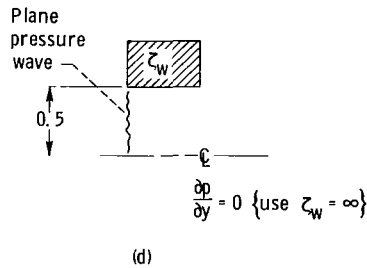 Plane
pressure
wave
ζw
0.5
℄
∂p/∂y = 0 {use ζw = ∞}
(d)